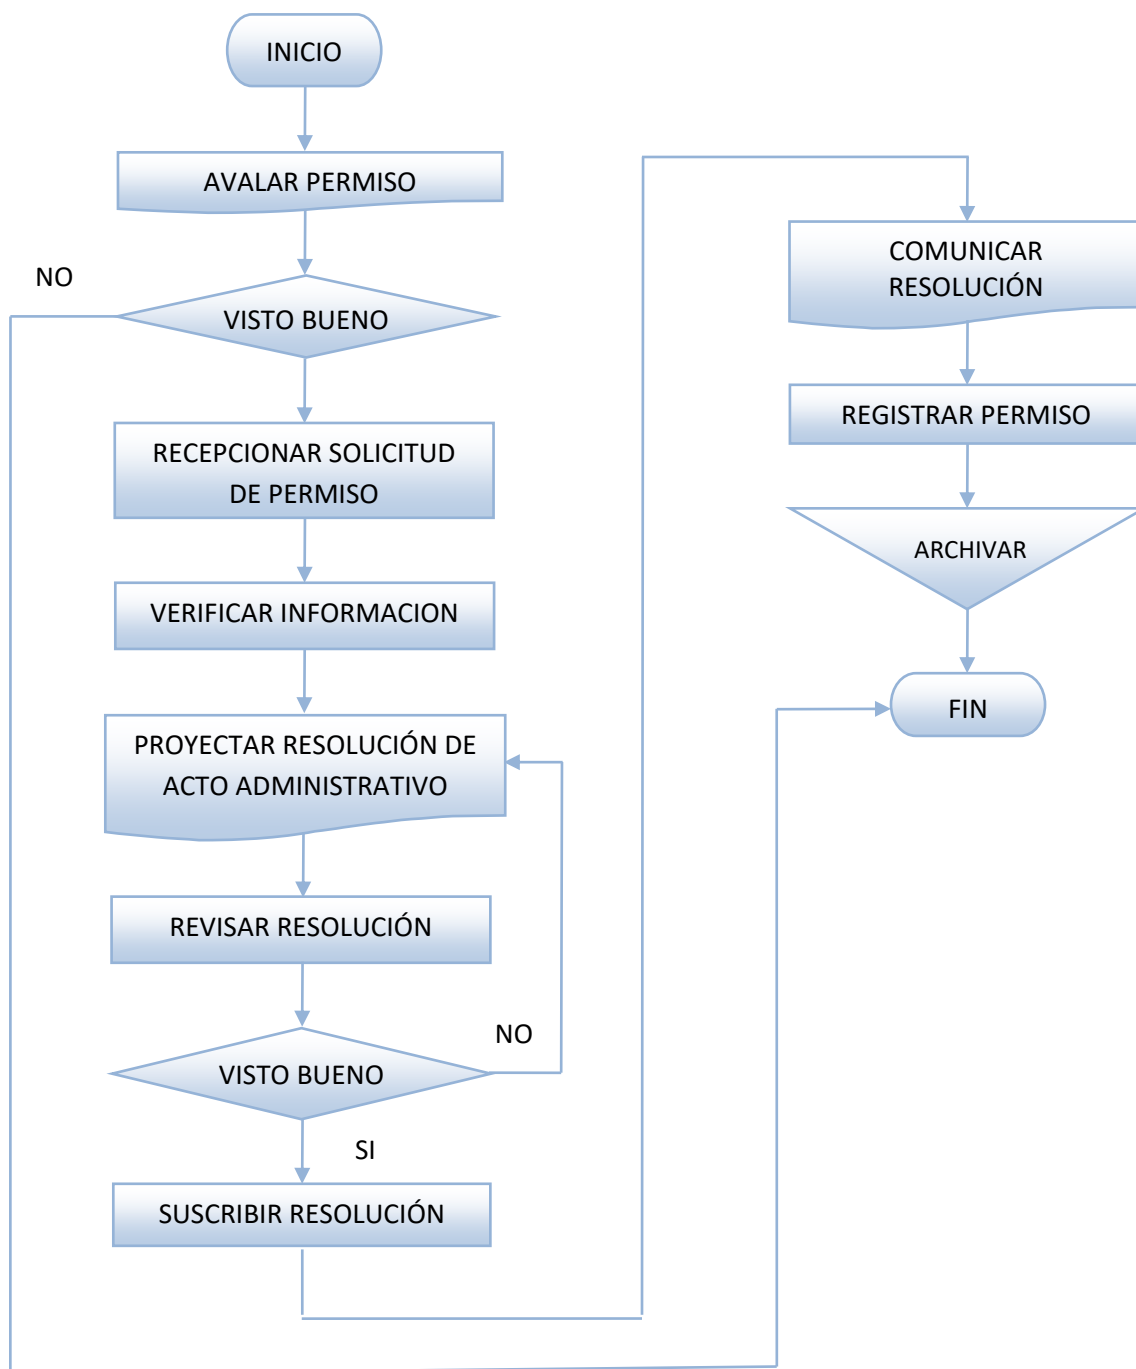 INICIO
AVALAR PERMISO
NO
VISTO BUENO
RECEPCIONAR SOLICITUD
DE PERMISO
VERIFICAR INFORMACION
PROYECTAR RESOLUCIÓN DE
ACTO ADMINISTRATIVO
REVISAR RESOLUCIÓN
NO
VISTO BUENO
SI
SUSCRIBIR RESOLUCIÓN
COMUNICAR
RESOLUCIÓN
REGISTRAR PERMISO
ARCHIVAR
FIN